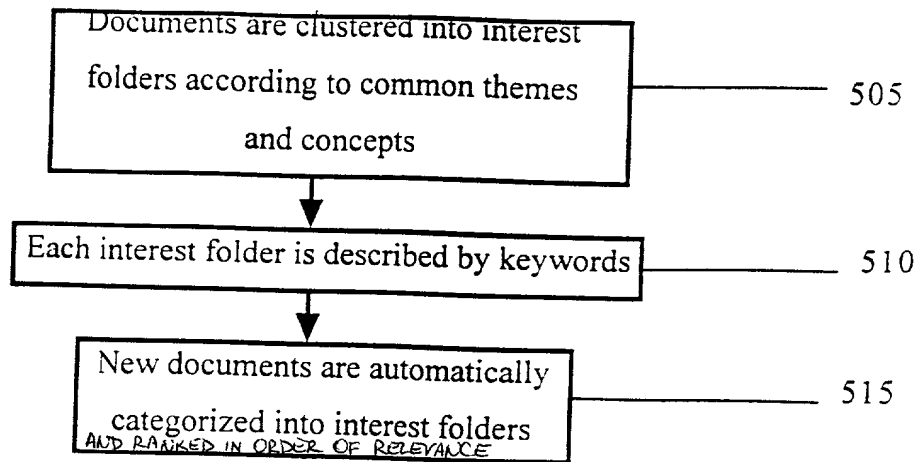 Documents are clustered into interest
folders according to common themes
and concepts
505
Each interest folder is described by keywords
510
New documents are automatically
categorized into interest folders
AND RANKED IN ORDER OF RELEVANCE
515